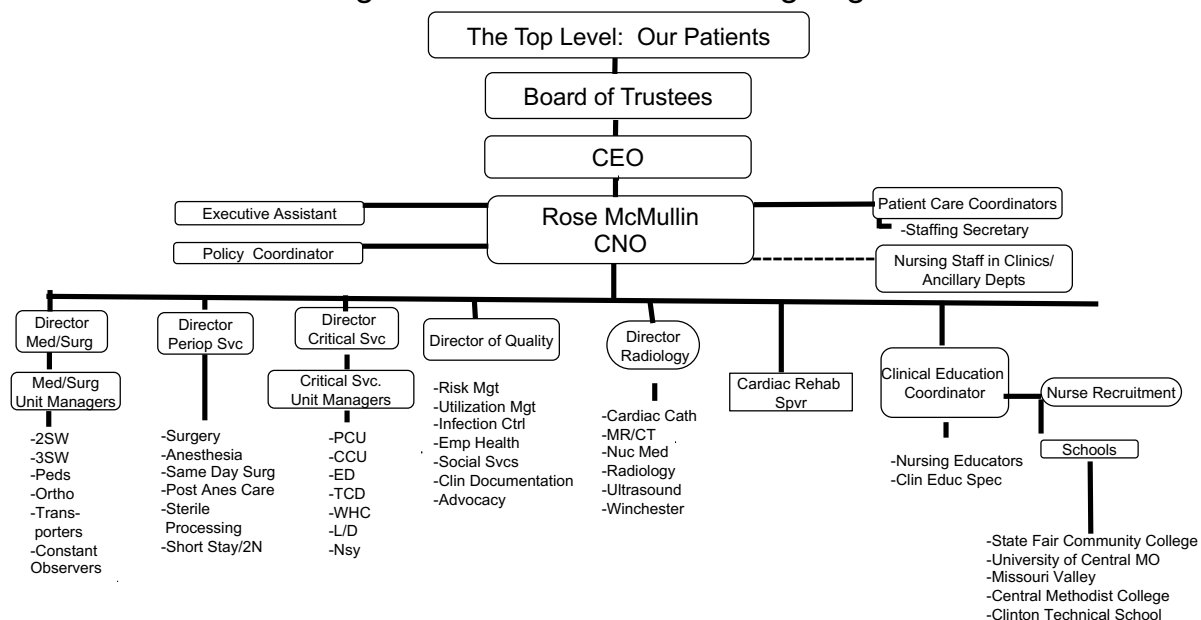 The Top Level: Our Patients
Board of Trustees
CEO
Rose McMullin
CNO
Executive Assistant
Policy Coordinator
Patient Care Coordinators
-Staffing Secretary
Nursing Staff in Clinics/
Ancillary Depts
Director
Med/Surg
Med/Surg
Unit Managers
-2SW
-3SW
-Peds
-Ortho
-Trans-
porters
-Constant
Observers
Director
Periop Svc
-Surgery
-Anesthesia
-Same Day Surg
-Post Anes Care
-Sterile
Processing
-Short Stay/2N
Director
Critical Svc
Critical Svc.
Unit Managers
-PCU
-CCU
-ED
-TCD
-WHC
-L/D
-Nsy
Director of Quality
-Risk Mgt
-Utilization Mgt
-Infection Ctrl
-Emp Health
-Social Svcs
-Clin Documentation
-Advocacy
Director
Radiology
-Cardiac Cath
-MR/CT
-Nuc Med
-Radiology
-Ultrasound
-Winchester
Cardiac Rehab
Spvr
Clinical Education
Coordinator
-Nursing Educators
-Clin Educ Spec
Nurse Recruitment
Schools
-State Fair Community College
-University of Central MO
-Missouri Valley
-Central Methodist College
-Clinton Technical School